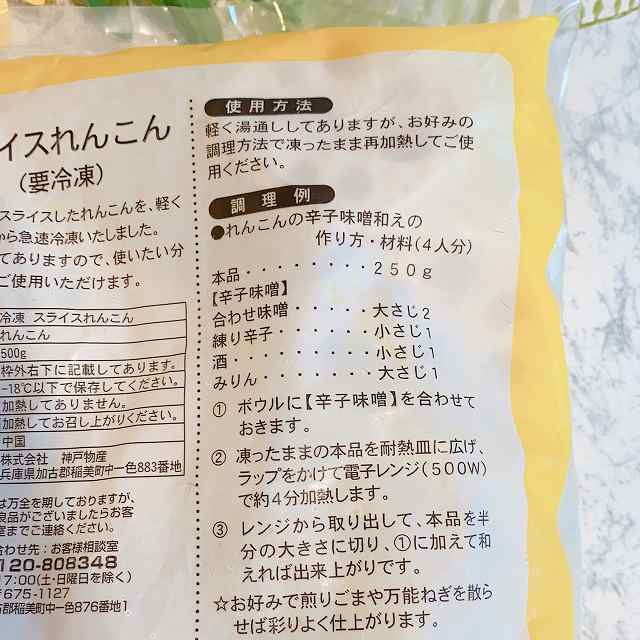 イスれんこん
(要冷凍)
スライスしたれんこんを、軽く
から急速冷凍いたしました。
てありますので、使いたい分
ご使用いただけます。
冷凍 スライスれんこん
れんこん
500g
枠外右下に記載してあります。
-18℃以下で保存してください。
加熱してありません。
加熱してお召し上がりください。
中国
株式会社 神戸物産
兵庫県加古郡稲美町中一色883番地
は万全を期しておりますが、
良品がございましたらお客
室までご連絡ください。
合わせ先：お客様相談室
120-808348
17:00(土・日曜日を除く)
〒675-1127
古郡稲美町中一色876番地1
使用方法
軽く湯通ししてありますが、お好みの
調理方法で凍ったまま再加熱してご使
用ください。
調理例
●れんこんの辛子味噌和えの
作り方・材料(4人分)
本品・・・・・・・・250g
【辛子味噌】
合わせ味噌・・・・・・大さじ2
練り辛子・・・・・・・小さじ1
酒・・・・・・・・・・小さじ1
みりん・・・・・・・・大さじ1
① ボウルに【辛子味噌】を合わせて
おきます。
② 凍ったままの本品を耐熱皿に広げ、
ラップをかけて電子レンジ(500W)
で約4分加熱します。
③ レンジから取り出して、本品を半
分の大きさに切り、①に加えて和
えれば出来上がりです。
☆お好みで煎りごまや万能ねぎを散ら
せば彩りよく仕上がります。